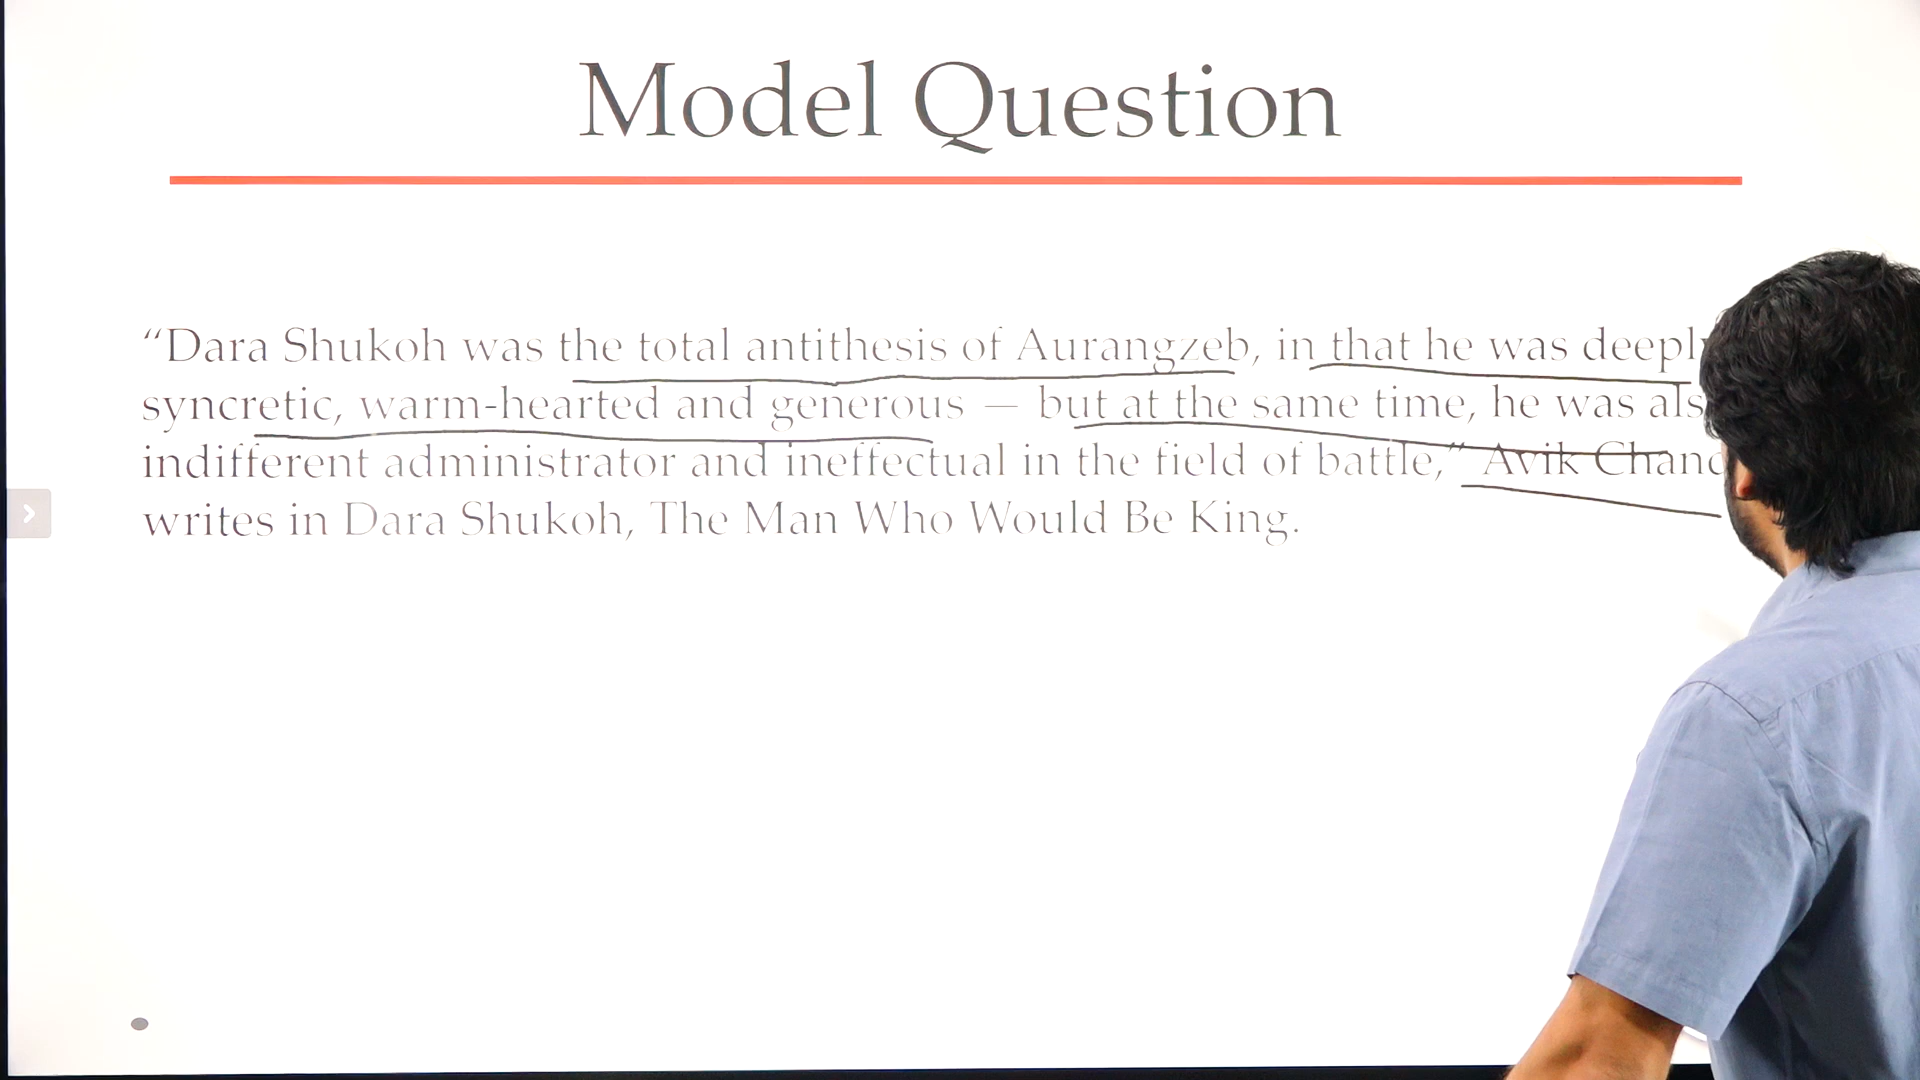 Model Question
“Dara Shukoh was the total antithesis of Aurangzeb, in that he was
syncretic, warm-hearted and generous — but at the same time, he was
indifferent administrator and ineffectual in the field of battle,” Avik
writes in Dara Shukoh, The Man Who Would Be King.